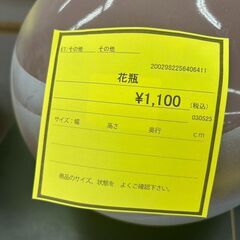 ET/その他 その他
2002982256406411
花瓶
¥1,100 (税込)
030525
サイズ:幅 高さ 奥行 cm
商品のサイズ、状態を よくご確認下さい。